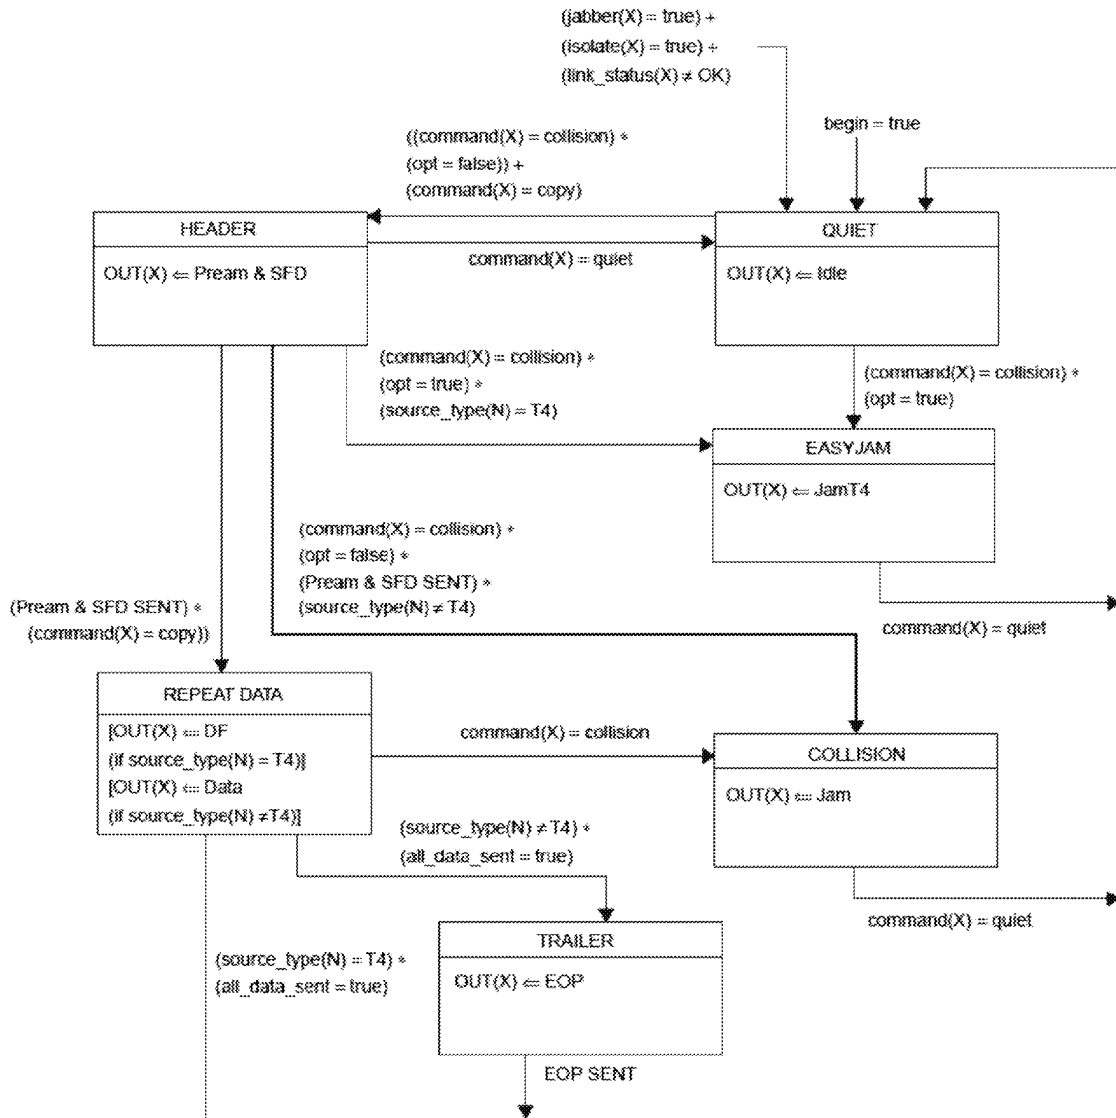 (jabber(X) = true) +
(isolate(X) = true) +
(link_status(X) ≠ OK)
begin = true
((command(X) = collision) *
(opt = false)) +
(command(X) = copy)
HEADER
OUT(X) ⇐ Pream & SFD
command(X) = quiet
QUIET
OUT(X) ⇐ Idle
(command(X) = collision) *
(opt = true) *
(source_type(N) = T4)
(command(X) = collision) *
(opt = true)
EASYJAM
OUT(X) ⇐ JamT4
(command(X) = collision) *
(opt = false) *
(Pream & SFD SENT) *
(source_type(N) ≠ T4)
(Pream & SFD SENT) *
(command(X) = copy))
command(X) = quiet
REPEAT DATA
[OUT(X) ⇐ DF
(if source_type(N) = T4)]
[OUT(X) ⇐ Data
(if source_type(N) ≠T4)]
command(X) = collision
COLLISION
OUT(X) ⇐ Jam
(source_type(N) ≠ T4) *
(all_data_sent = true)
command(X) = quiet
(source_type(N) = T4) *
(all_data_sent = true)
TRAILER
OUT(X) ⇐ EOP
EOP SENT